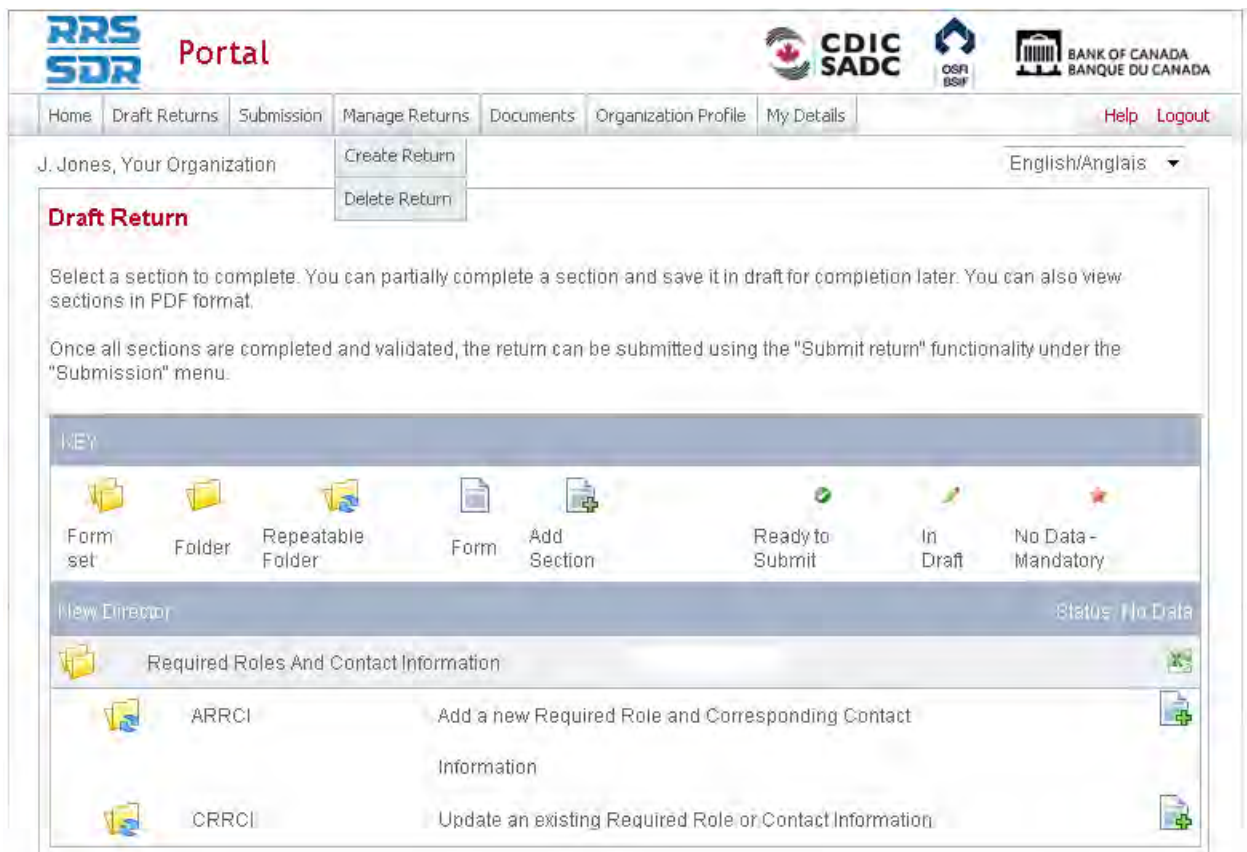 RRS
SDR
Portal
CDIC
SADC
OSFI
BSIF
BANK OF CANADA
BANQUE DU CANADA
Home Draft Returns Submission Manage Returns Documents Organization Profile My Details Help Logout
J. Jones, Your Organization Create Return English/Anglais
Delete Return
Draft Return
Select a section to complete. You can partially complete a section and save it in draft for completion later. You can also view
sections in PDF format.
Once all sections are completed and validated, the return can be submitted using the "Submit return" functionality under the
"Submission" menu.
KEY
Form
set
Folder
Repeatable
Folder
Form
Add
Section
Ready to
Submit
In
Draft
No Data -
Mandatory
New Director Status: No Data
Required Roles And Contact Information
ARRCI Add a new Required Role and Corresponding Contact
Information
CRRCI Update an existing Required Role or Contact Information